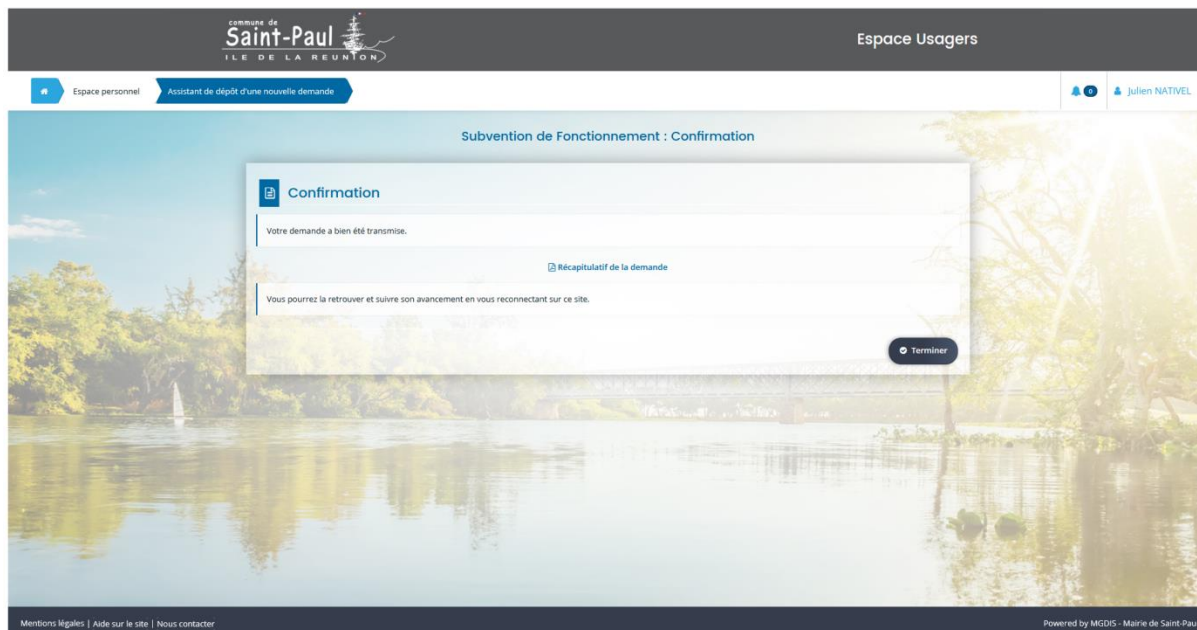 commune de
Saint-Paul
ILE DE LA REUNION
Espace Usagers
Espace personnel
Assistant de dépôt d'une nouvelle demande
0
Julien NATIVEL
Subvention de Fonctionnement : Confirmation
Confirmation
Votre demande a bien été transmise.
Récapitulatif de la demande
Vous pourrez la retrouver et suivre son avancement en vous reconnectant sur ce site.
Terminer
Mentions légales | Aide sur le site | Nous contacter
Powered by MGDIS - Mairie de Saint-Paul